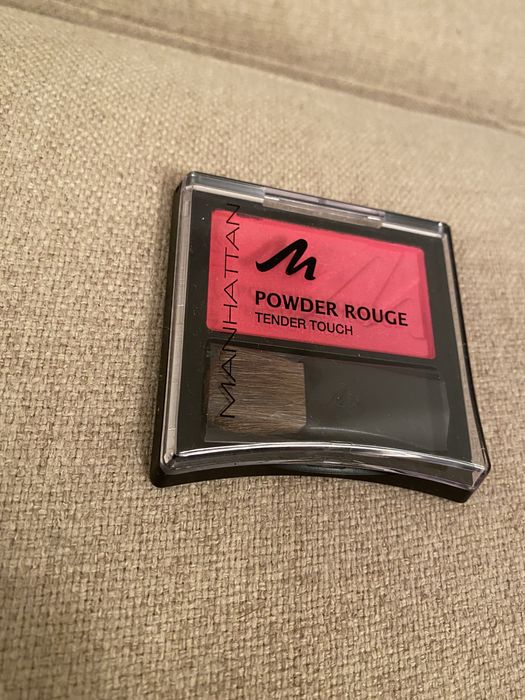 MANHATTAN
M
POWDER ROUGE
TENDER TOUCH